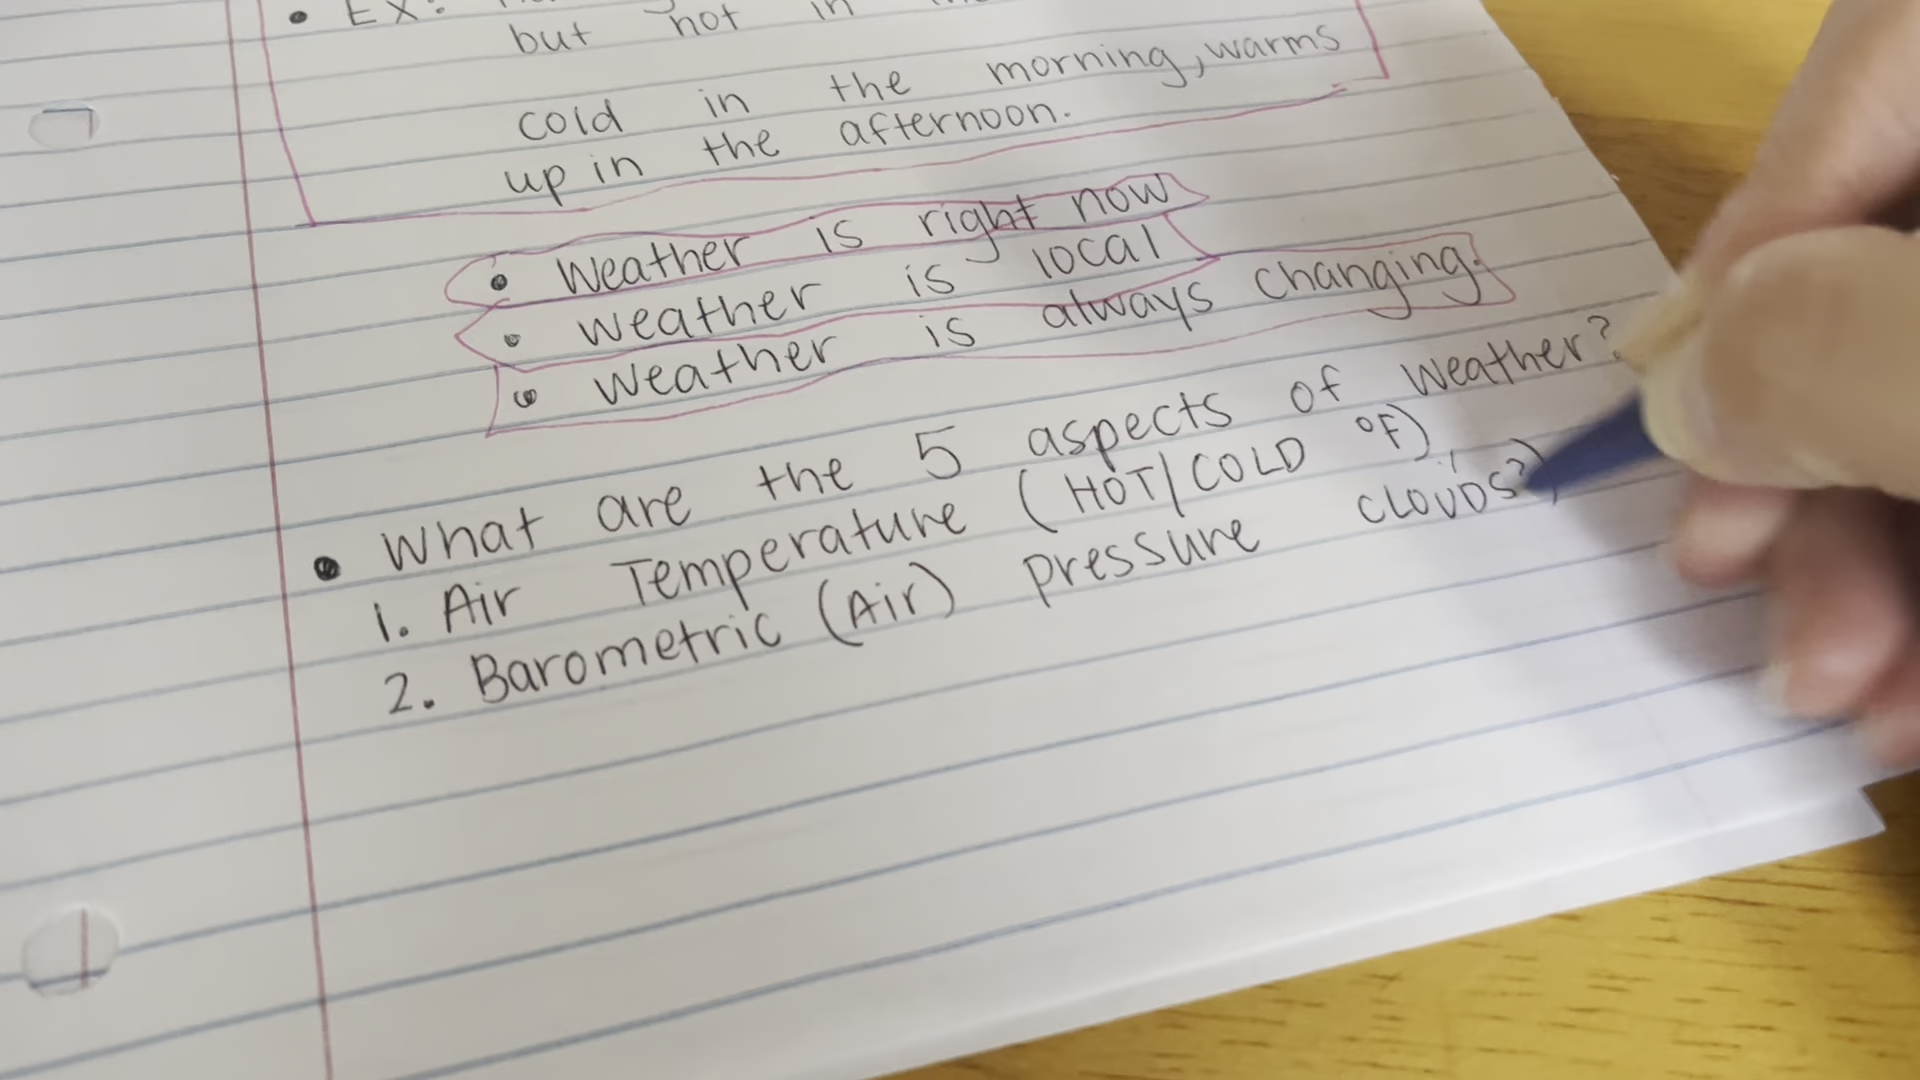 • EX:
but not in
cold in the morning, warms
up in the afternoon.
• Weather is right now
• weather is local
• weather is always changing.
• What are the 5 aspects of weather?
1. Air Temperature (HOT/COLD °F),
2. Barometric (Air) pressure CLOUDS?)